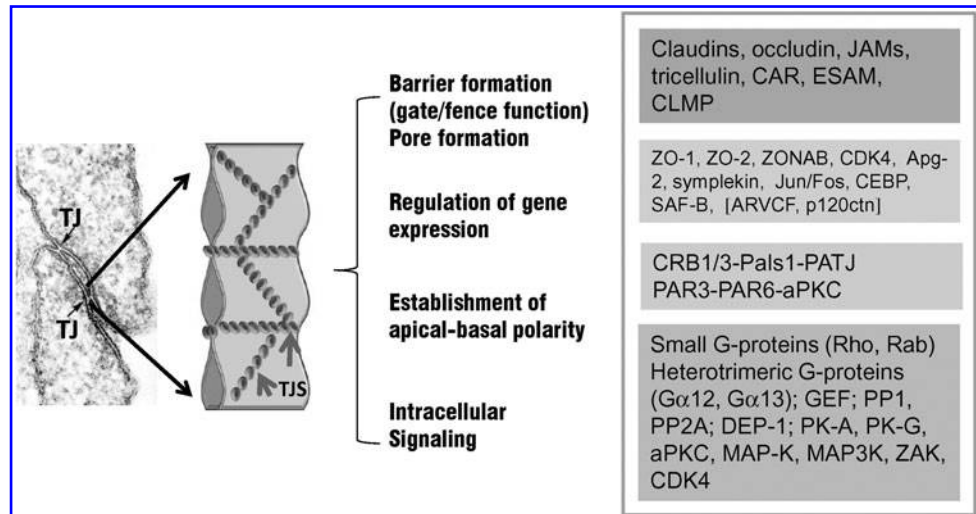 TJ
TJ
TJS
Barrier formation
(gate/fence function)
Pore formation
Regulation of gene
expression
Establishment of
apical-basal polarity
Intracellular
Signaling
Claudins, occludin, JAMs,
tricellulin, CAR, ESAM,
CLMP
ZO-1, ZO-2, ZONAB, CDK4, Apg-
2, symplekin, Jun/Fos, CEBP,
SAF-B, [ARVCF, p120ctn]
CRB1/3-Pals1-PATJ
PAR3-PAR6-aPKC
Small G-proteins (Rho, Rab)
Heterotrimeric G-proteins
(Gα12, Gα13); GEF; PP1,
PP2A; DEP-1; PK-A, PK-G,
aPKC, MAP-K, MAP3K, ZAK,
CDK4